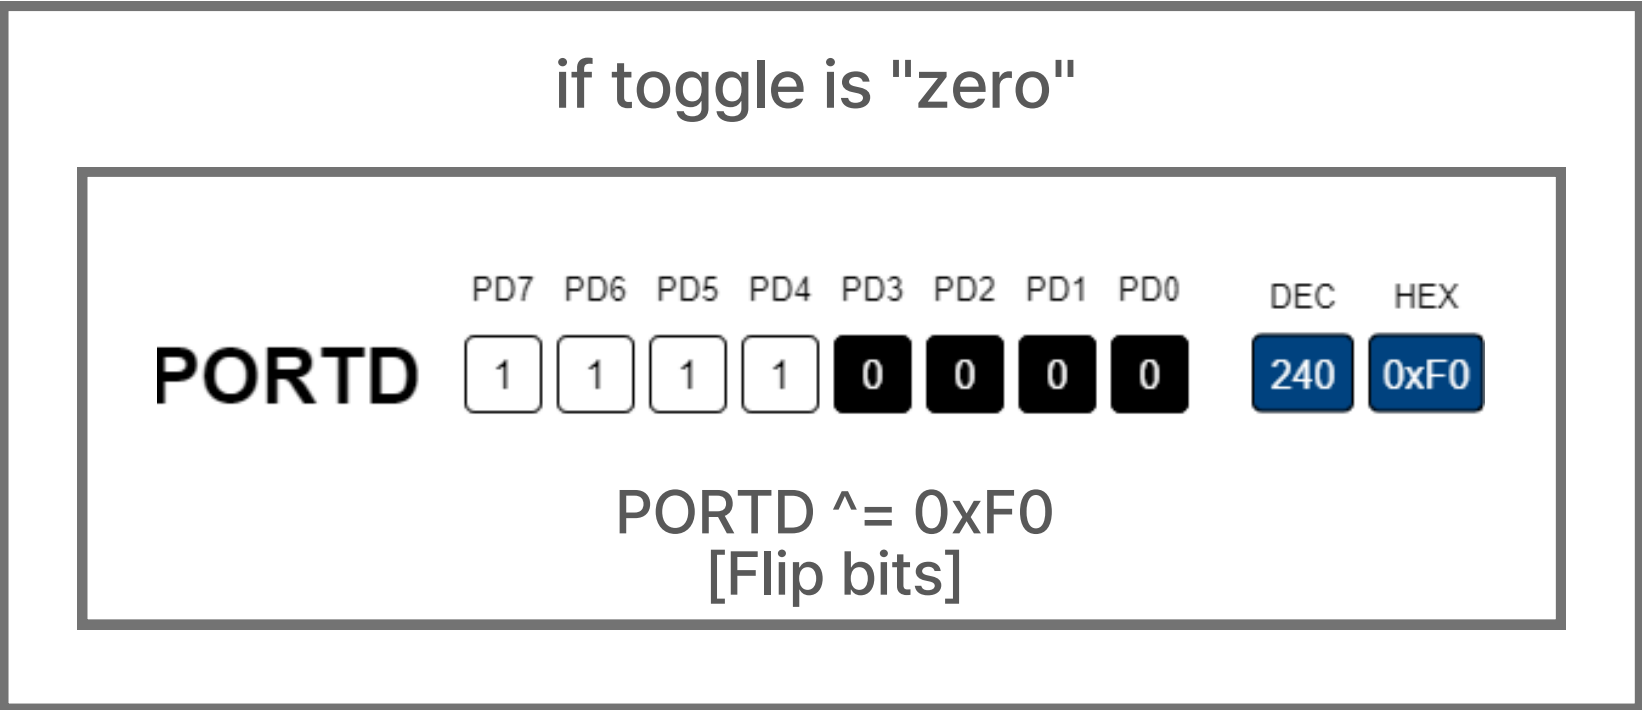 if toggle is "zero"
PD7 PD6 PD5 PD4 PD3 PD2 PD1 PD0 DEC HEX
PORTD 1 1 1 1 0 0 0 0 240 0xF0
PORTD ^= 0xF0
[Flip bits]